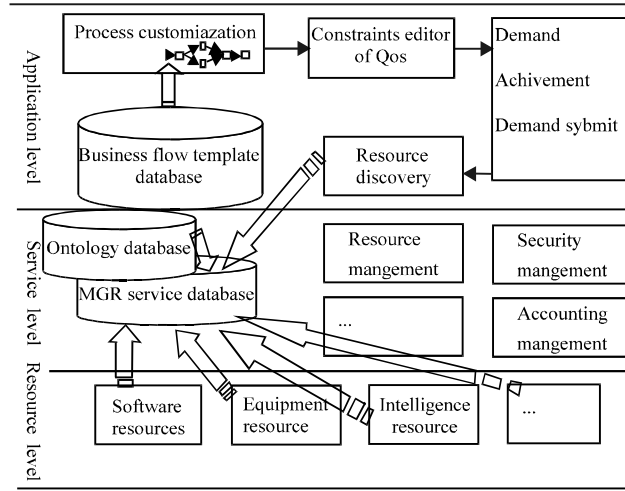 Application level
Process customiazation
Constraints editor
of Qos
Demand
Achivement
Demand sybmit
Business flow template
database
Resource
discovery
Service level
Ontology database
MGR service database
Resource
mangement
Security
mangement
...
Accounting
mangement
Resource level
Software
resources
Equipment
resource
Intelligence
resource
...